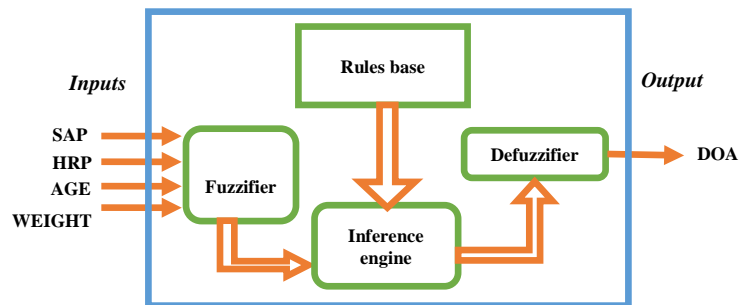 Inputs
SAP
HRP
AGE
WEIGHT
Fuzzifier
Rules base
Inference
engine
Defuzzifier
Output
DOA